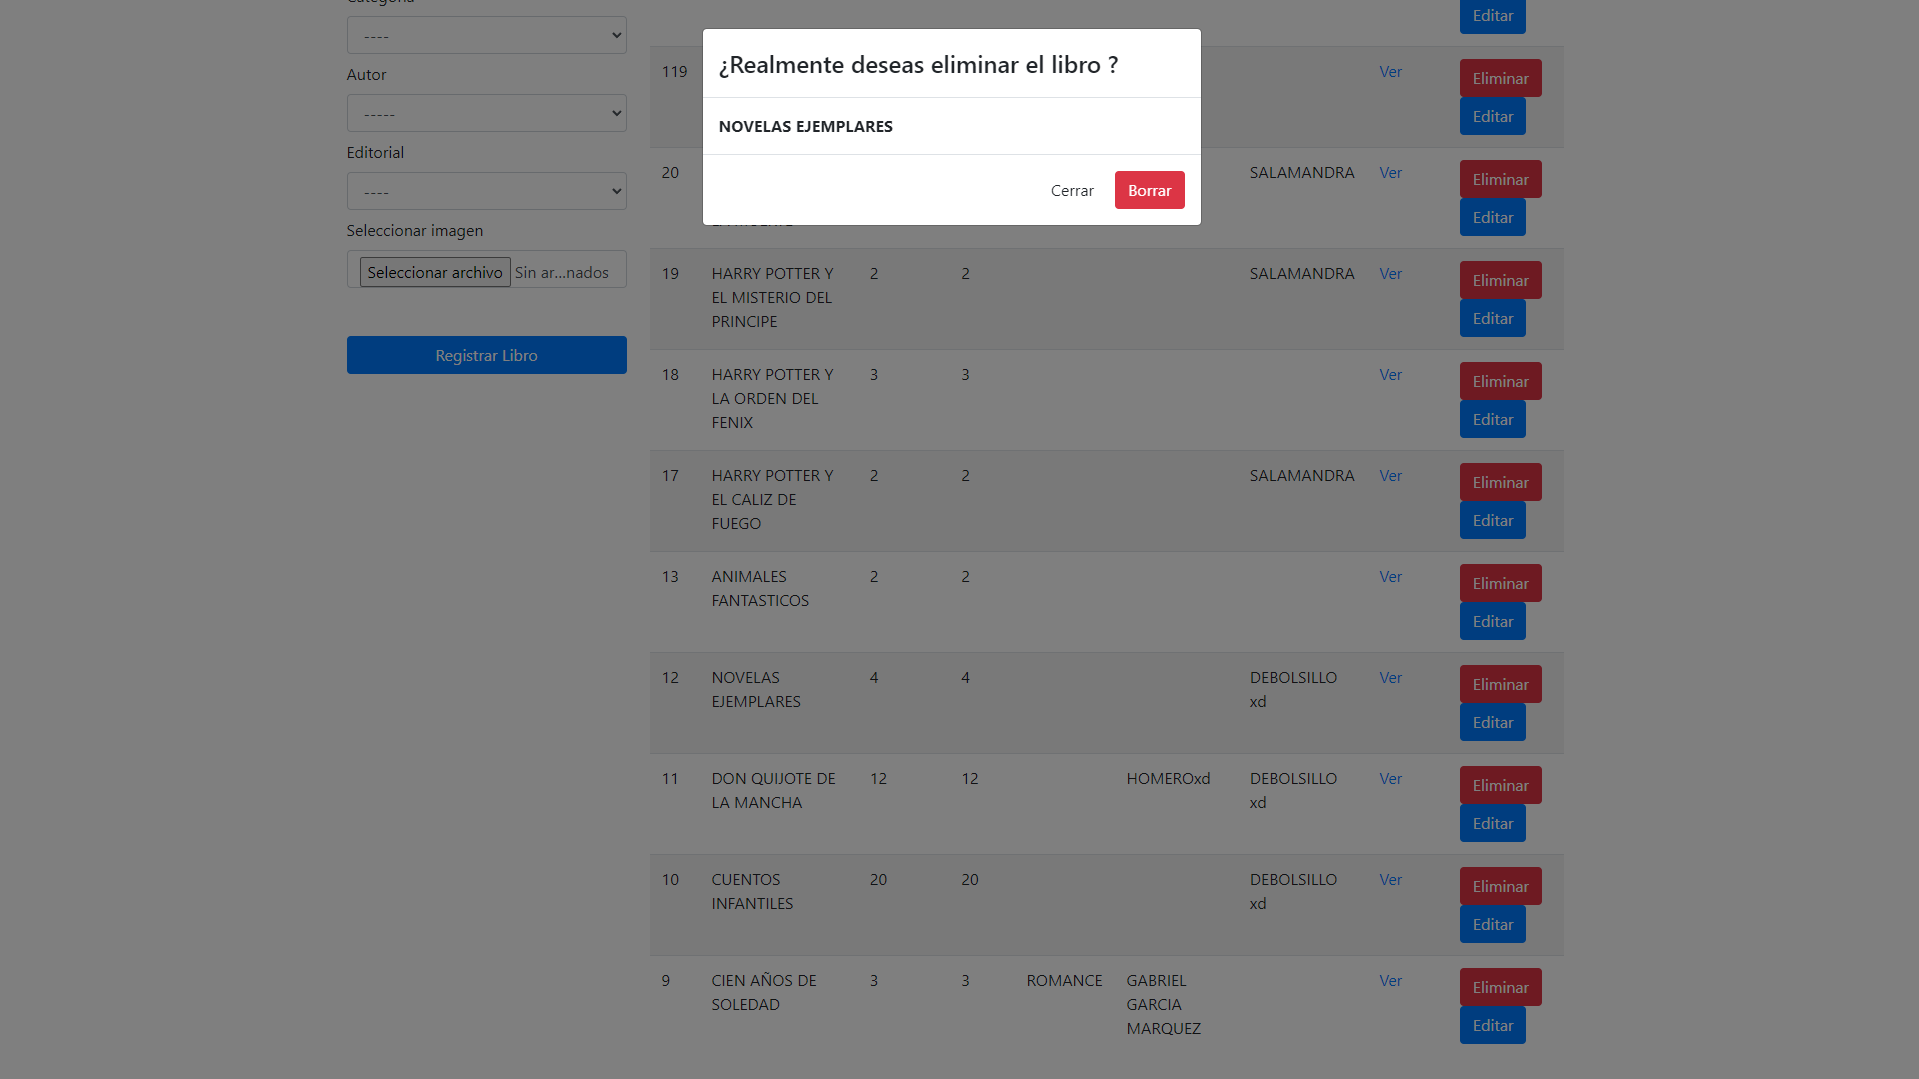 Categoría
----
Autor
-----
Editorial
----
Seleccionar imagen
Seleccionar archivo Sin ar...nados
Registrar Libro
¿Realmente deseas eliminar el libro ?
NOVELAS EJEMPLARES
Cerrar Borrar
Editar
119 Ver Eliminar
Editar
20 SALAMANDRA Ver Eliminar
Editar
LA MUERTE
19 HARRY POTTER Y 2 2 SALAMANDRA Ver Eliminar
EL MISTERIO DEL
PRINCIPE
Editar
18 HARRY POTTER Y 3 3 Ver Eliminar
LA ORDEN DEL
FENIX
Editar
17 HARRY POTTER Y 2 2 SALAMANDRA Ver Eliminar
EL CALIZ DE
FUEGO
Editar
13 ANIMALES 2 2 Ver Eliminar
FANTASTICOS
Editar
12 NOVELAS 4 4 DEBOLSILLO Ver Eliminar
EJEMPLARES xd
Editar
11 DON QUIJOTE DE 12 12 HOMEROxd DEBOLSILLO Ver Eliminar
LA MANCHA xd
Editar
10 CUENTOS 20 20 DEBOLSILLO Ver Eliminar
INFANTILES xd
Editar
9 CIEN AÑOS DE 3 3 ROMANCE GABRIEL Ver Eliminar
SOLEDAD GARCIA
MARQUEZ Editar